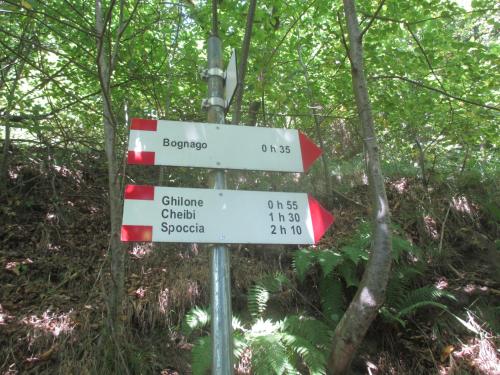 Bognago 0 h 35
Ghilone 0 h 55
Cheibi 1 h 30
Spoccia 2 h 10